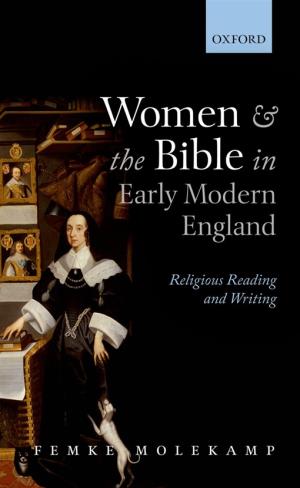 OXFORD
Women &
the Bible in
Early Modern
England
Religious Reading
and Writing
FEMKE MOLEKAMP